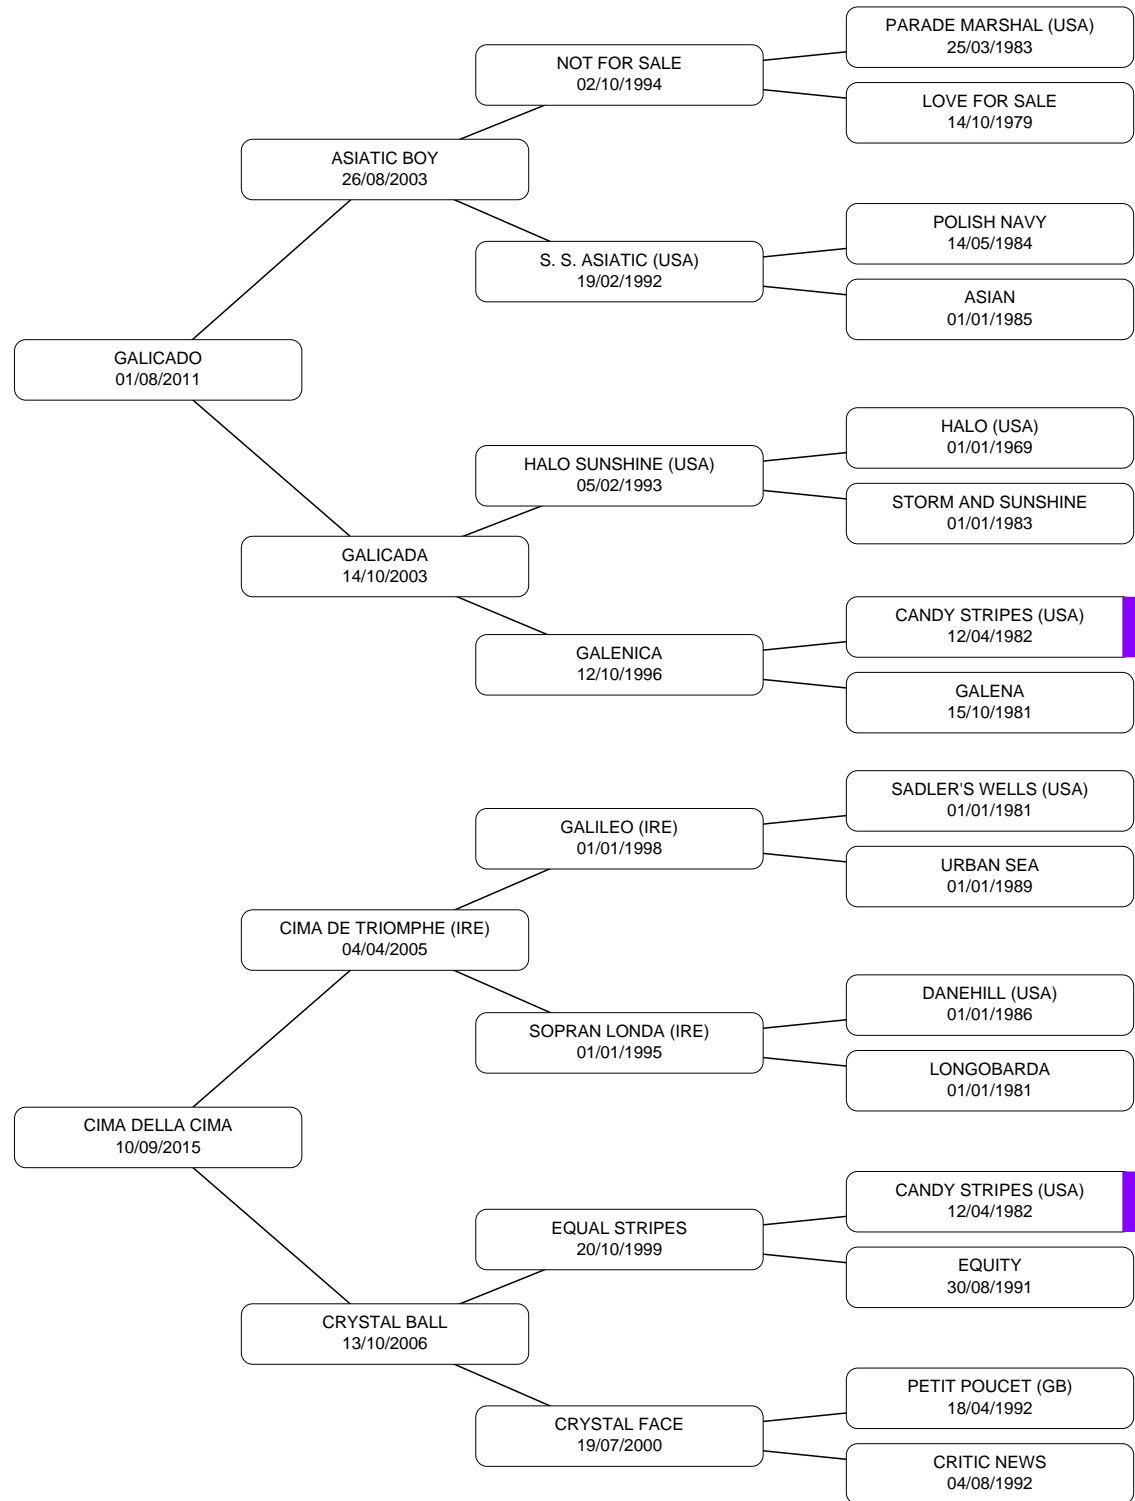 PARADE MARSHAL (USA)
25/03/1983
NOT FOR SALE
02/10/1994
LOVE FOR SALE
14/10/1979
ASIATIC BOY
26/08/2003
POLISH NAVY
14/05/1984
S. S. ASIATIC (USA)
19/02/1992
ASIAN
01/01/1985
GALICADO
01/08/2011
HALO (USA)
01/01/1969
HALO SUNSHINE (USA)
05/02/1993
STORM AND SUNSHINE
01/01/1983
GALICADA
14/10/2003
CANDY STRIPES (USA)
12/04/1982
GALENICA
12/10/1996
GALENA
15/10/1981
SADLER'S WELLS (USA)
01/01/1981
GALILEO (IRE)
01/01/1998
URBAN SEA
01/01/1989
CIMA DE TRIOMPHE (IRE)
04/04/2005
DANEHILL (USA)
01/01/1986
SOPRAN LONDA (IRE)
01/01/1995
LONGOBARDA
01/01/1981
CIMA DELLA CIMA
10/09/2015
CANDY STRIPES (USA)
12/04/1982
EQUAL STRIPES
20/10/1999
EQUITY
30/08/1991
CRYSTAL BALL
13/10/2006
PETIT POUCET (GB)
18/04/1992
CRYSTAL FACE
19/07/2000
CRITIC NEWS
04/08/1992